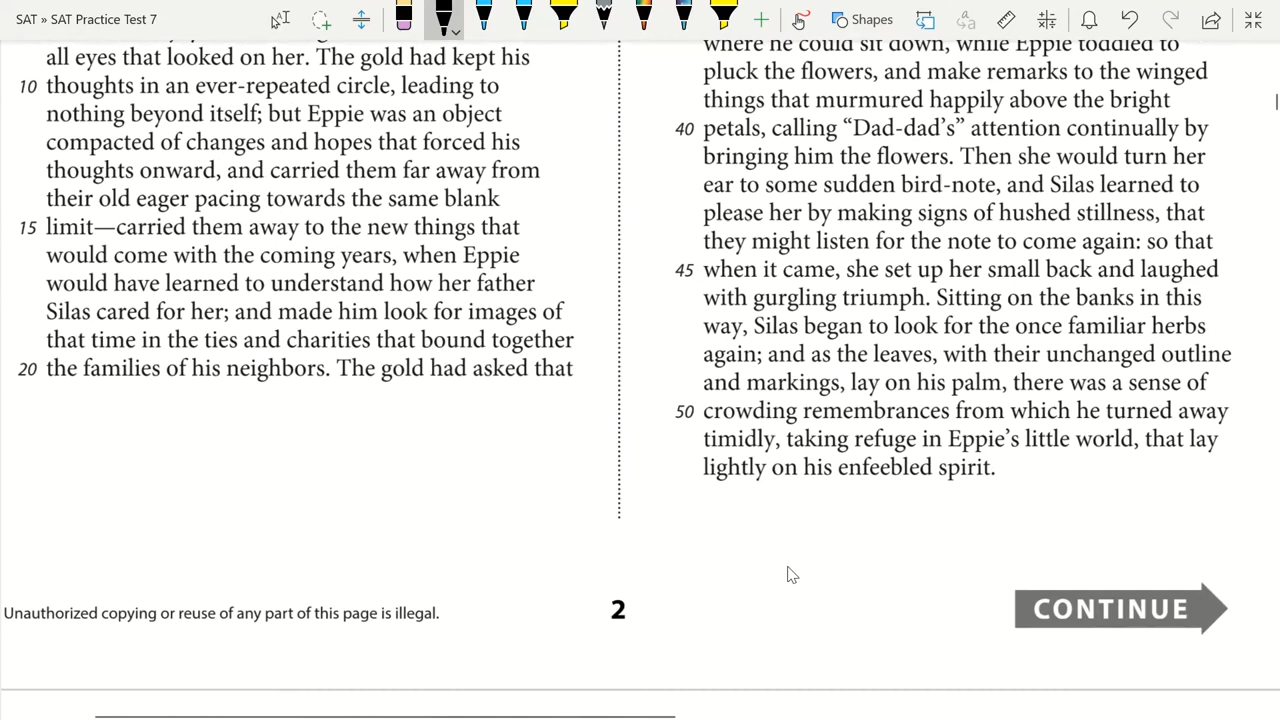 SAT » SAT Practice Test 7
Shapes
all eyes that looked on her. The gold had kept his
10 thoughts in an ever-repeated circle, leading to
nothing beyond itself; but Eppie was an object
compacted of changes and hopes that forced his
thoughts onward, and carried them far away from
their old eager pacing towards the same blank
15 limit—carried them away to the new things that
would come with the coming years, when Eppie
would have learned to understand how her father
Silas cared for her; and made him look for images of
that time in the ties and charities that bound together
20 the families of his neighbors. The gold had asked that
where he could sit down, while Eppie toddled to
pluck the flowers, and make remarks to the winged
things that murmured happily above the bright
40 petals, calling “Dad-dad’s” attention continually by
bringing him the flowers. Then she would turn her
ear to some sudden bird-note, and Silas learned to
please her by making signs of hushed stillness, that
they might listen for the note to come again: so that
45 when it came, she set up her small back and laughed
with gurgling triumph. Sitting on the banks in this
way, Silas began to look for the once familiar herbs
again; and as the leaves, with their unchanged outline
and markings, lay on his palm, there was a sense of
50 crowding remembrances from which he turned away
timidly, taking refuge in Eppie’s little world, that lay
lightly on his enfeebled spirit.
Unauthorized copying or reuse of any part of this page is illegal.
2
CONTINUE